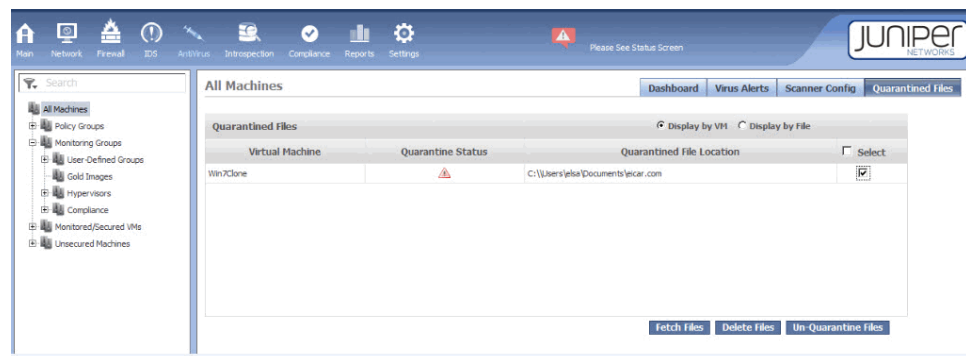 Main
Network
Firewall
IDS
AntiVirus
Introspection
Compliance
Reports
Settings
Please See Status Screen
JUNIPER
NETWORKS
Search
All Machines
Policy Groups
Monitoring Groups
User-Defined Groups
Gold Images
Hypervisors
Compliance
Monitored/Secured VMs
Unsecured Machines
All Machines
Dashboard
Virus Alerts
Scanner Config
Quarantined Files
Quarantined Files
Display by VM
Display by File
Virtual Machine
Quarantine Status
Quarantined File Location
Select
Win7Clone
C:\\Users\elsa\Documents\eicar.com
Fetch Files
Delete Files
Un-Quarantine Files